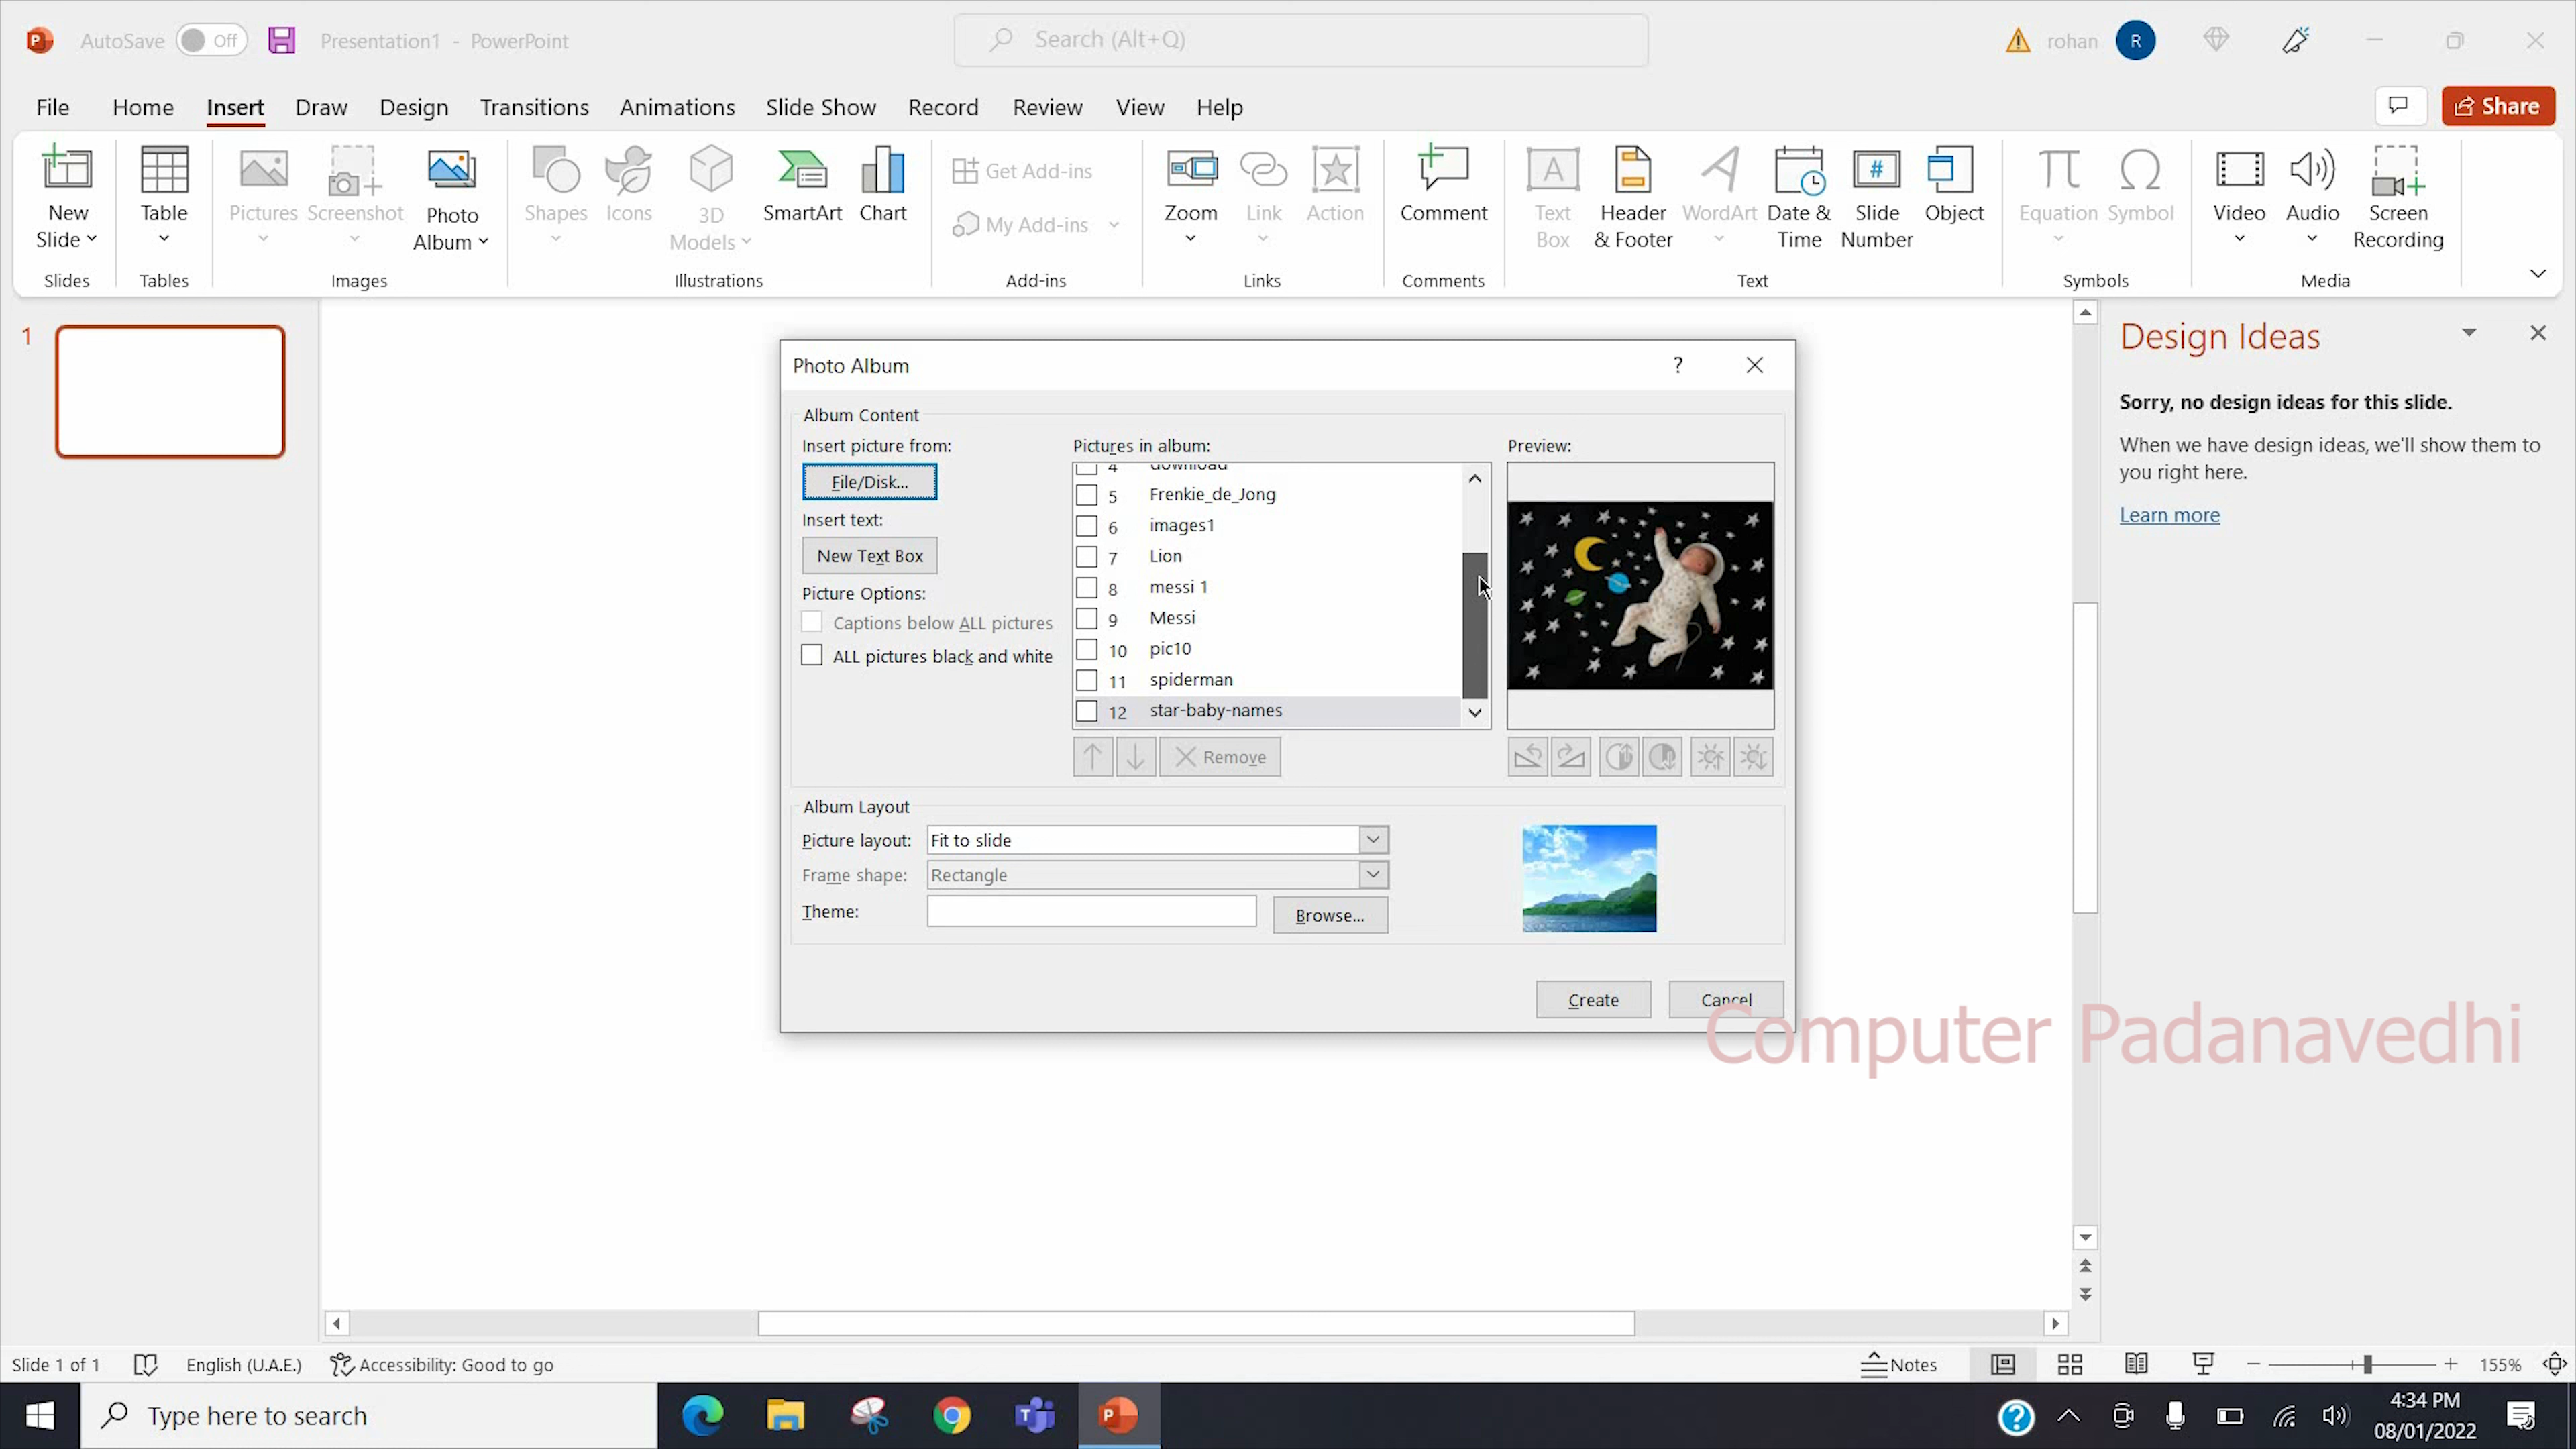 AutoSave Off Presentation1 - PowerPoint Search (Alt+Q) rohan R
File Home Insert Draw Design Transitions Animations Slide Show Record Review View Help Share
New Slide Table Pictures Screenshot Photo Album Shapes Icons 3D Models SmartArt Chart Get Add-ins My Add-ins Zoom Link Action Comment Text Box Header & Footer WordArt Date & Time Slide Number Object Equation Symbol Video Audio Screen Recording
Slides Tables Images Illustrations Add-ins Links Comments Text Symbols Media
1
Design Ideas
Sorry, no design ideas for this slide.
When we have design ideas, we'll show them to
you right here.
Learn more
Photo Album ?
Album Content
Insert picture from: Pictures in album: Preview:
File/Disk...
Insert text:
New Text Box
Picture Options:
Captions below ALL pictures
ALL pictures black and white
4 download
5 Frenkie_de_Jong
6 images1
7 Lion
8 messi 1
9 Messi
10 pic10
11 spiderman
12 star-baby-names
Remove
Album Layout
Picture layout: Fit to slide
Frame shape: Rectangle
Theme: Browse...
Create Cancel
Computer Padanavedhi
Slide 1 of 1 English (U.A.E.) Accessibility: Good to go Notes 155%
Type here to search
4:34 PM
08/01/2022